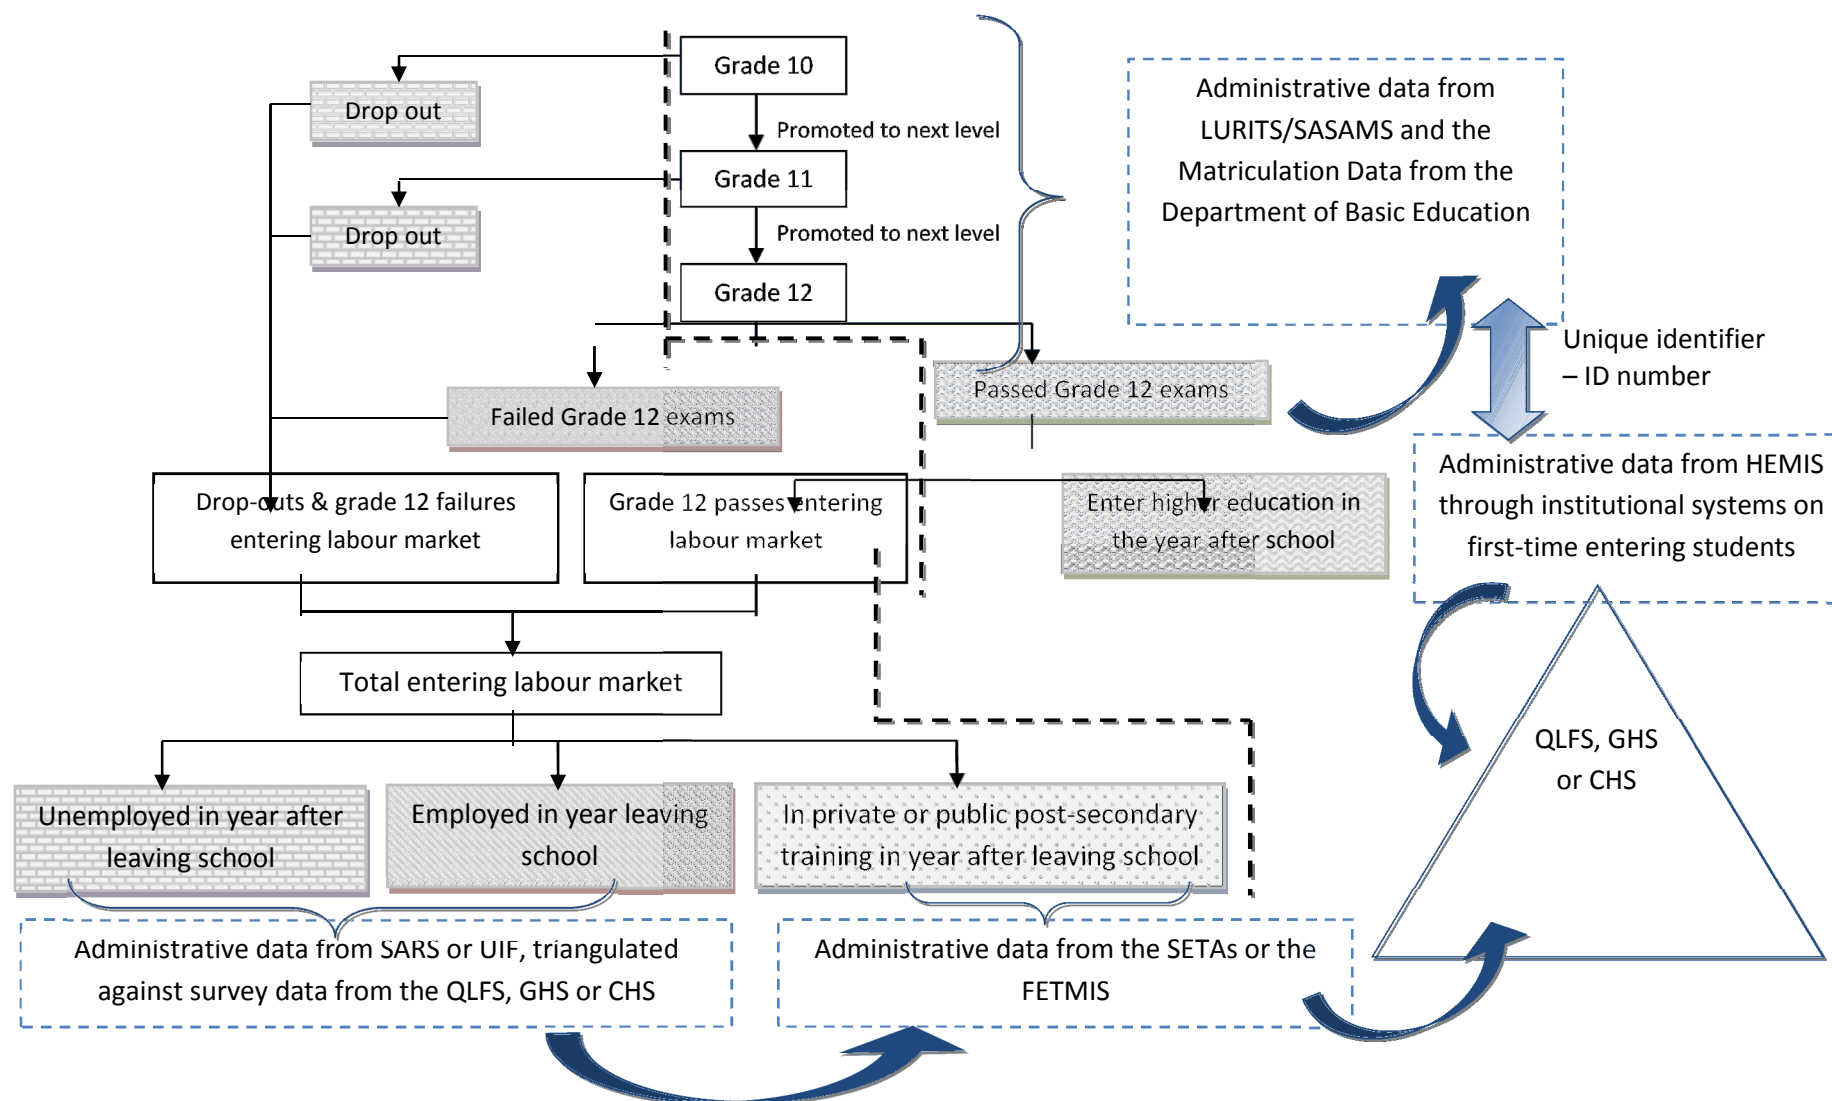 Grade 10
Drop out
Promoted to next level
Grade 11
Drop out
Promoted to next level
Grade 12
Administrative data from
LURITS/SASAMS and the
Matriculation Data from the
Department of Basic Education
Unique identifier
– ID number
Failed Grade 12 exams
Passed Grade 12 exams
Drop-outs & grade 12 failures
entering labour market
Grade 12 passes entering
labour market
Enter higher education in
the year after school
Administrative data from HEMIS
through institutional systems on
first-time entering students
Total entering labour market
QLFS, GHS
or CHS
Unemployed in year after
leaving school
Employed in year leaving
school
In private or public post-secondary
training in year after leaving school
Administrative data from SARS or UIF, triangulated
against survey data from the QLFS, GHS or CHS
Administrative data from the SETAs or the
FETMIS